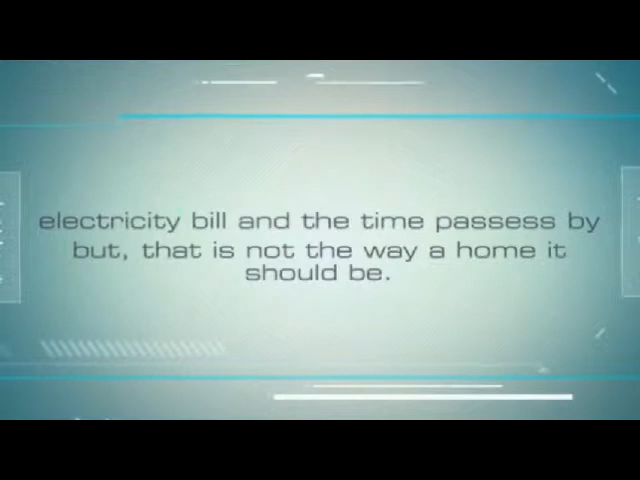 electricity bill and the time passess by
but, that is not the way a home it
should be.